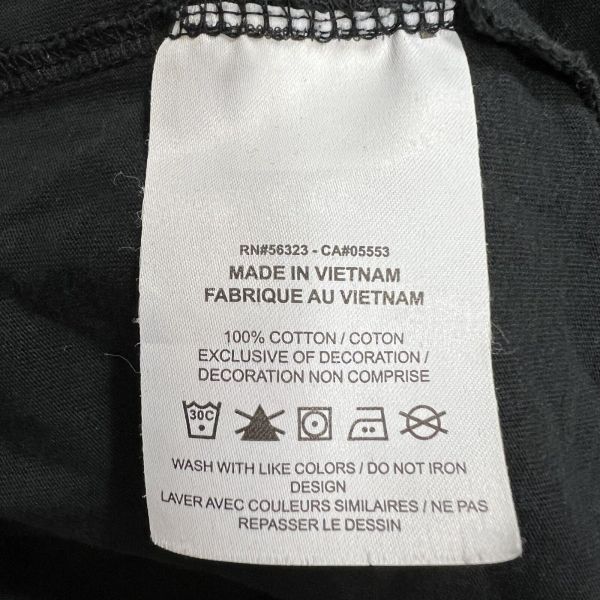 RN#56323 - CA#05553
MADE IN VIETNAM
FABRIQUE AU VIETNAM
100% COTTON / COTON
EXCLUSIVE OF DECORATION /
DECORATION NON COMPRISE
30C
WASH WITH LIKE COLORS / DO NOT IRON
DESIGN
LAVER AVEC COULEURS SIMILAIRES / NE PAS
REPASSER LE DESSIN